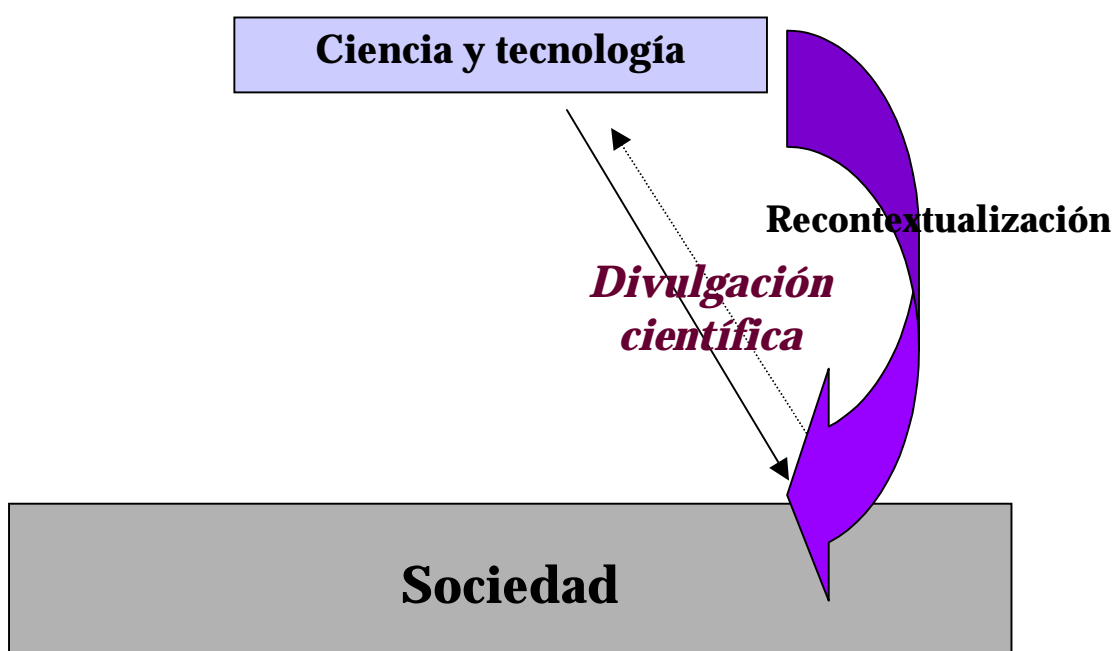 Ciencia y tecnología
Recontextualización
Divulgación
científica
Sociedad